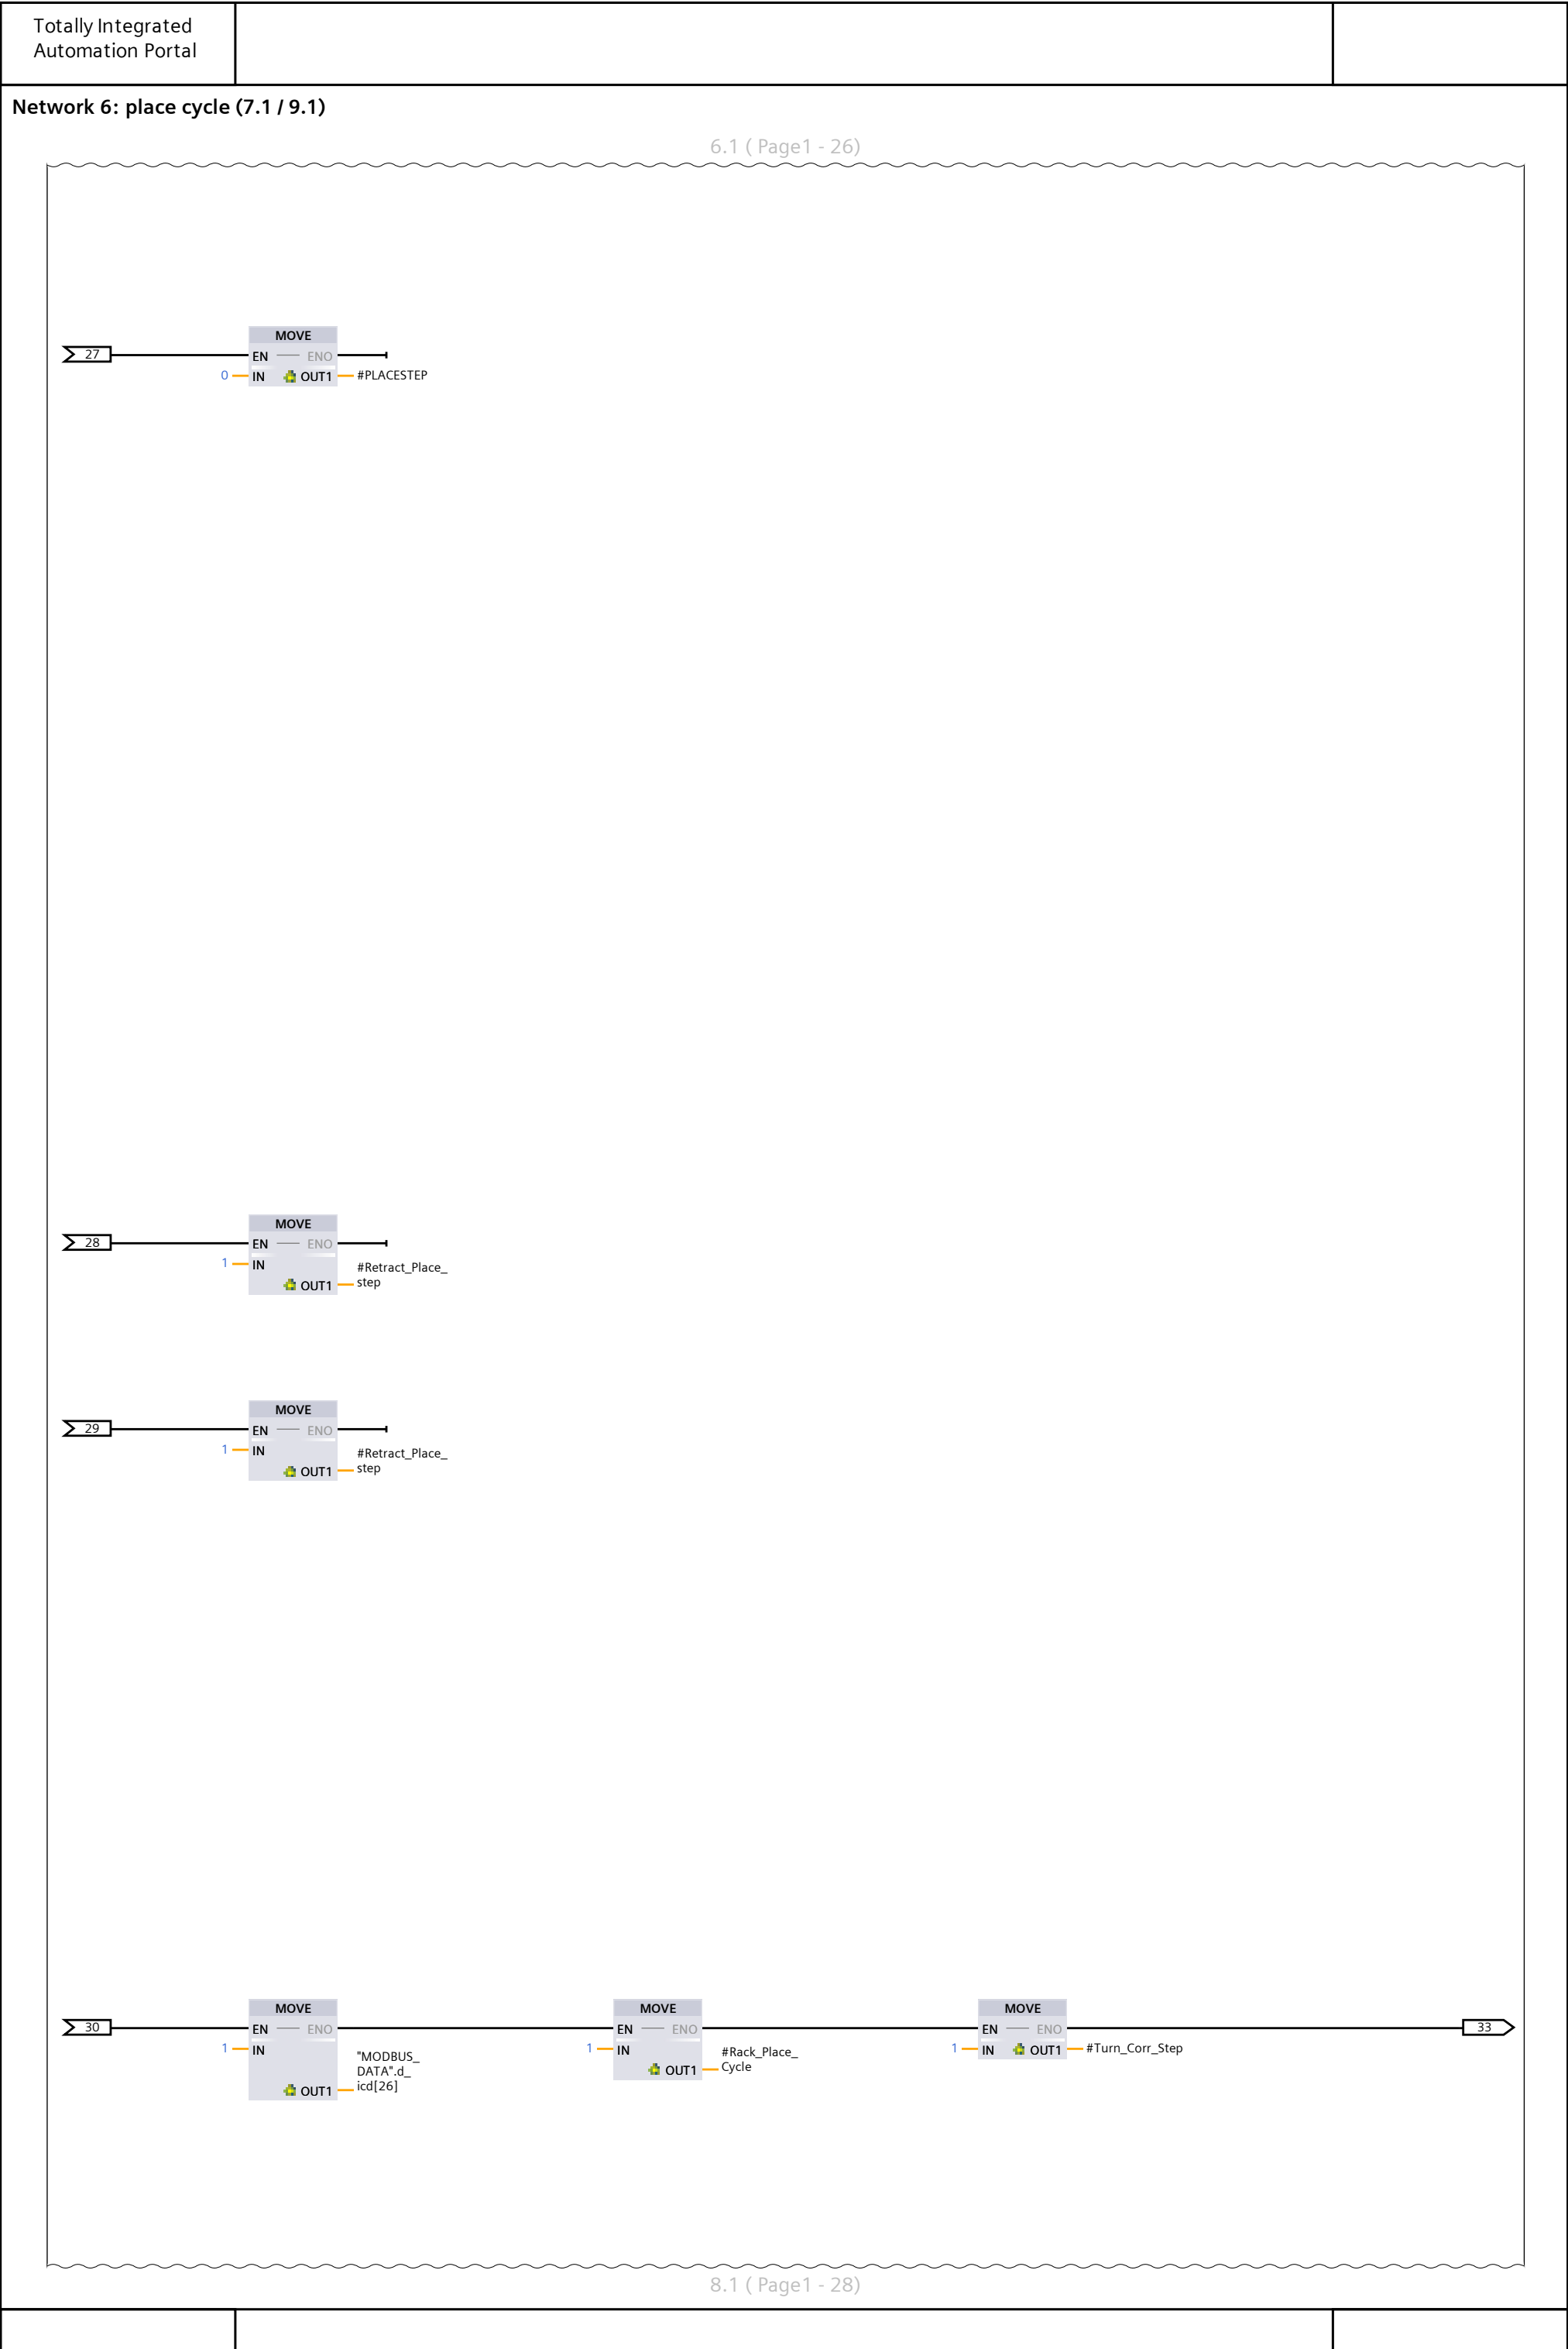 Totally Integrated
Automation Portal
Network 6: place cycle (7.1 / 9.1)
6.1 ( Page1 - 26)
MOVE
27
EN
ENO
0
IN
OUT1
#PLACESTEP
MOVE
28
EN
ENO
1
IN
#Retract_Place_
step
OUT1
MOVE
29
EN
ENO
1
IN
#Retract_Place_
step
OUT1
MOVE
MOVE
MOVE
30
EN
ENO
EN
ENO
EN
ENO
33
1
IN
"MODBUS_
DATA".d_
icd[26]
OUT1
1
IN
#Rack_Place_
Cycle
OUT1
1
IN
OUT1
#Turn_Corr_Step
8.1 ( Page1 - 28)